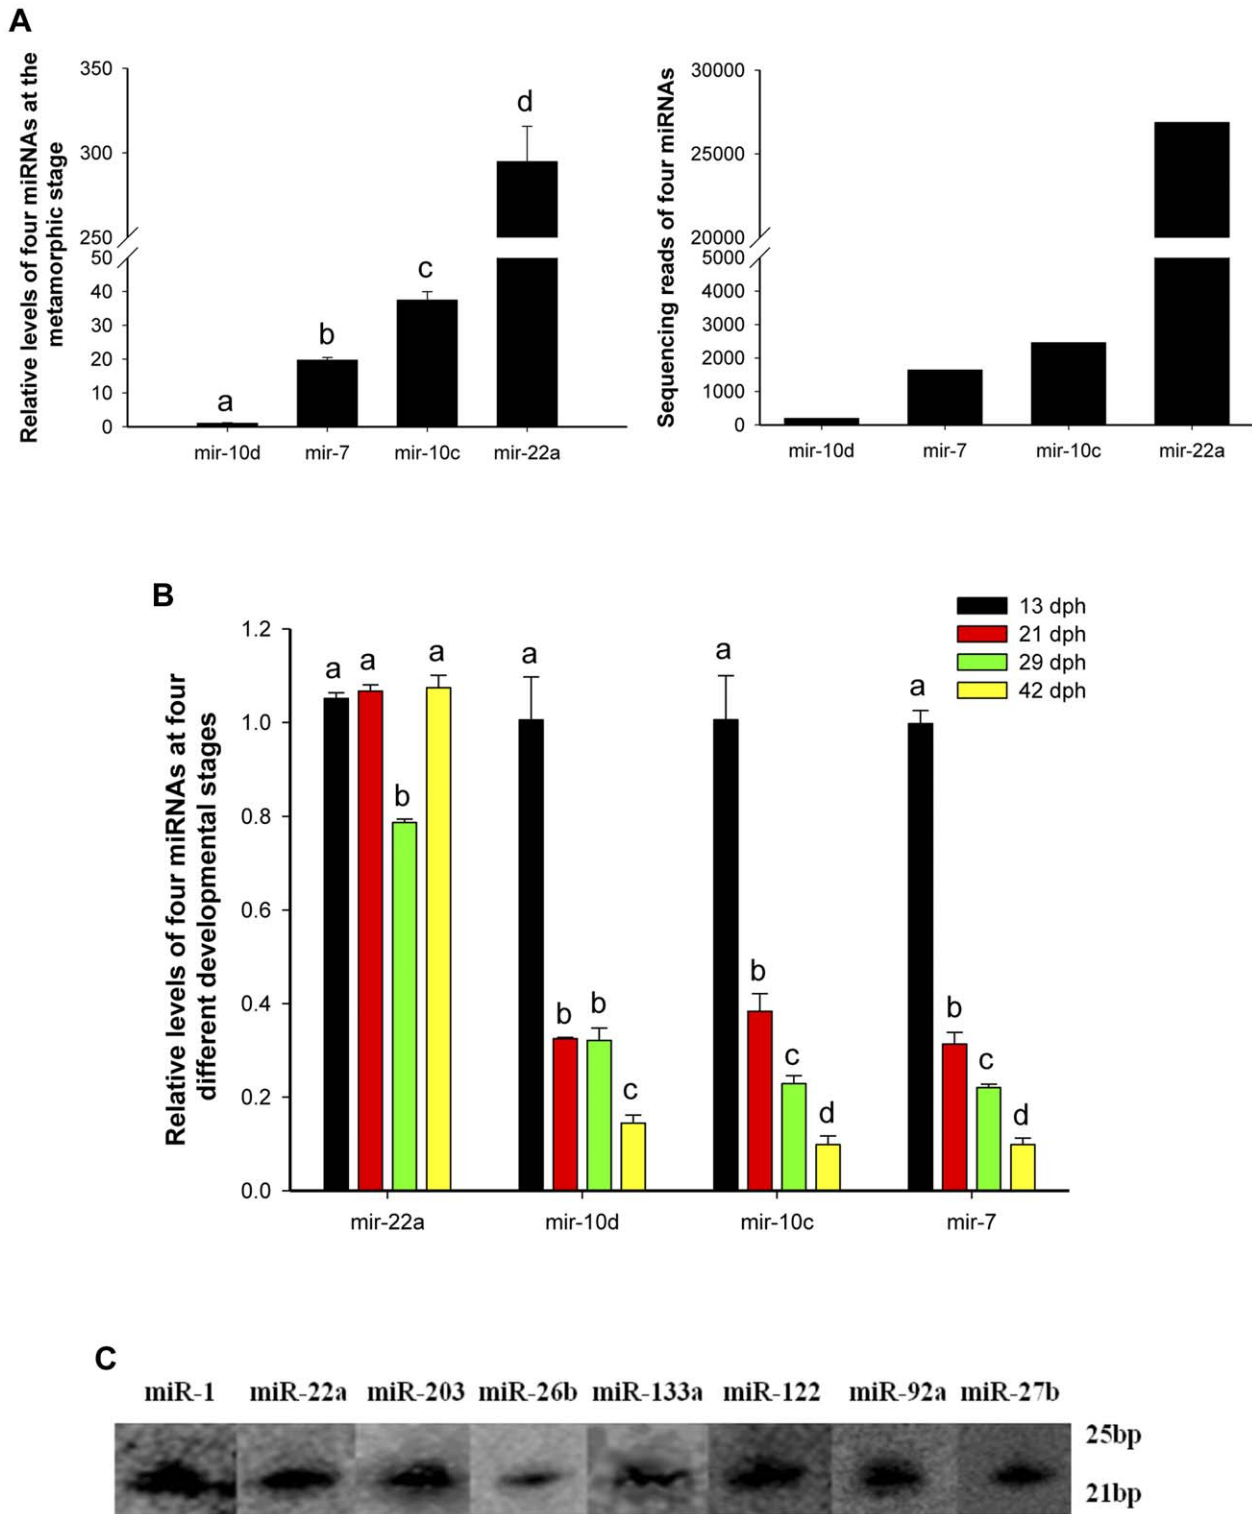 A
Relative levels of four miRNAs at the
metamorphic stage
350
300
250
50
40
30
20
10
0
a
b
c
d
mir-10d mir-7 mir-10c mir-22a
Sequencing reads of four miRNAs
30000
25000
20000
5000
4000
3000
2000
1000
0
mir-10d mir-7 mir-10c mir-22a
B
Relative levels of four miRNAs at four
different developmental stages
1.2
1.0
0.8
0.6
0.4
0.2
0.0
a a b a
a b b c
a b c d
a b c d
13 dph
21 dph
29 dph
42 dph
mir-22a mir-10d mir-10c mir-7
C
miR-1 miR-22a miR-203 miR-26b miR-133a miR-122 miR-92a miR-27b
25bp
21bp